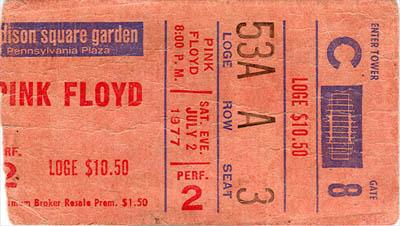 dison square garden
Pennsylvania Plaza
PINK FLOYD
PERF.
2
LOGE $10.50
mum Broker Resale Prem. $1.50
PINK
FLOYD
8:00 P.M.
SAT. EVE.
JULY 2
1977
PERF.
2
LOGE ROW SEAT
53A A 3
LOGE $10.50
ENTER TOWER
C
GATE
8